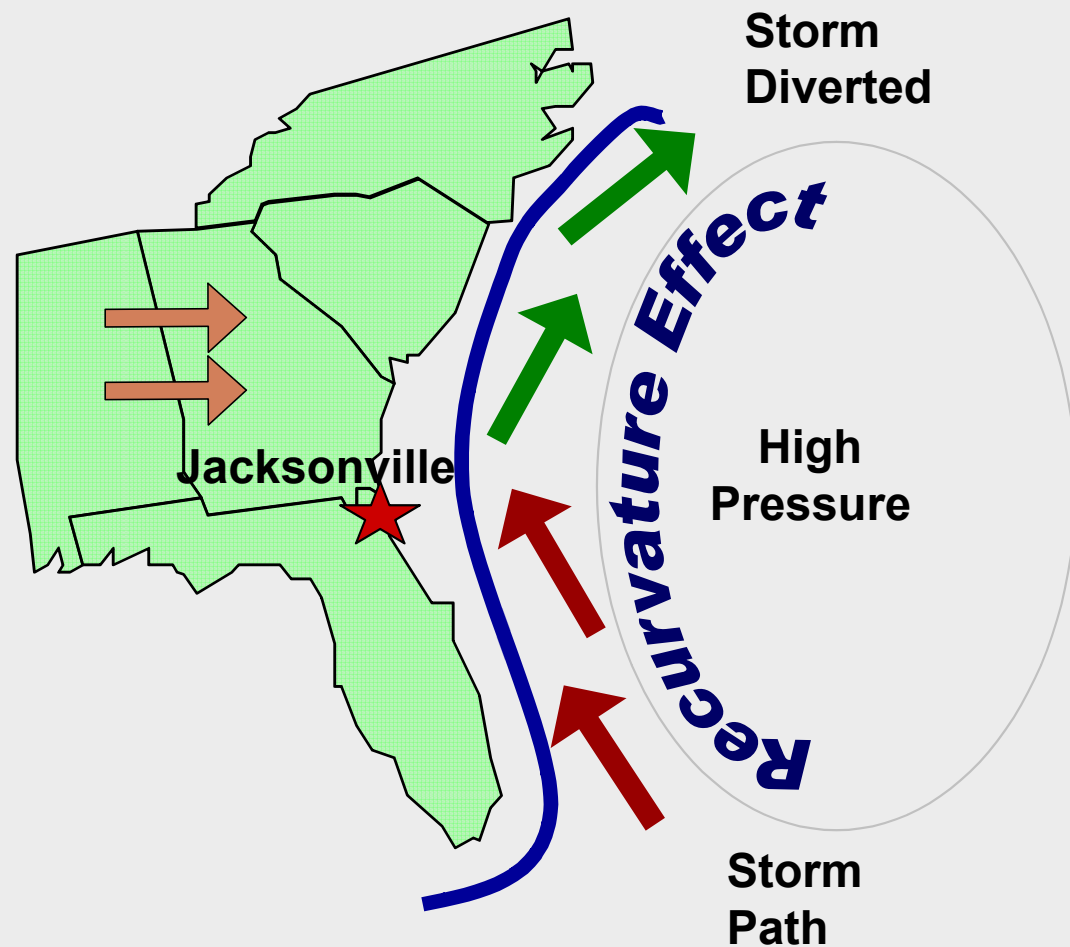 Storm
Diverted
Recurvature Effect
Jacksonville
High
Pressure
Storm
Path